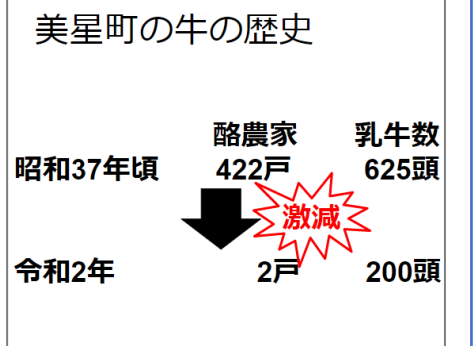 美星町の牛の歴史
酪農家 乳牛数
昭和37年頃 422戸 625頭
激減
令和2年 2戸 200頭